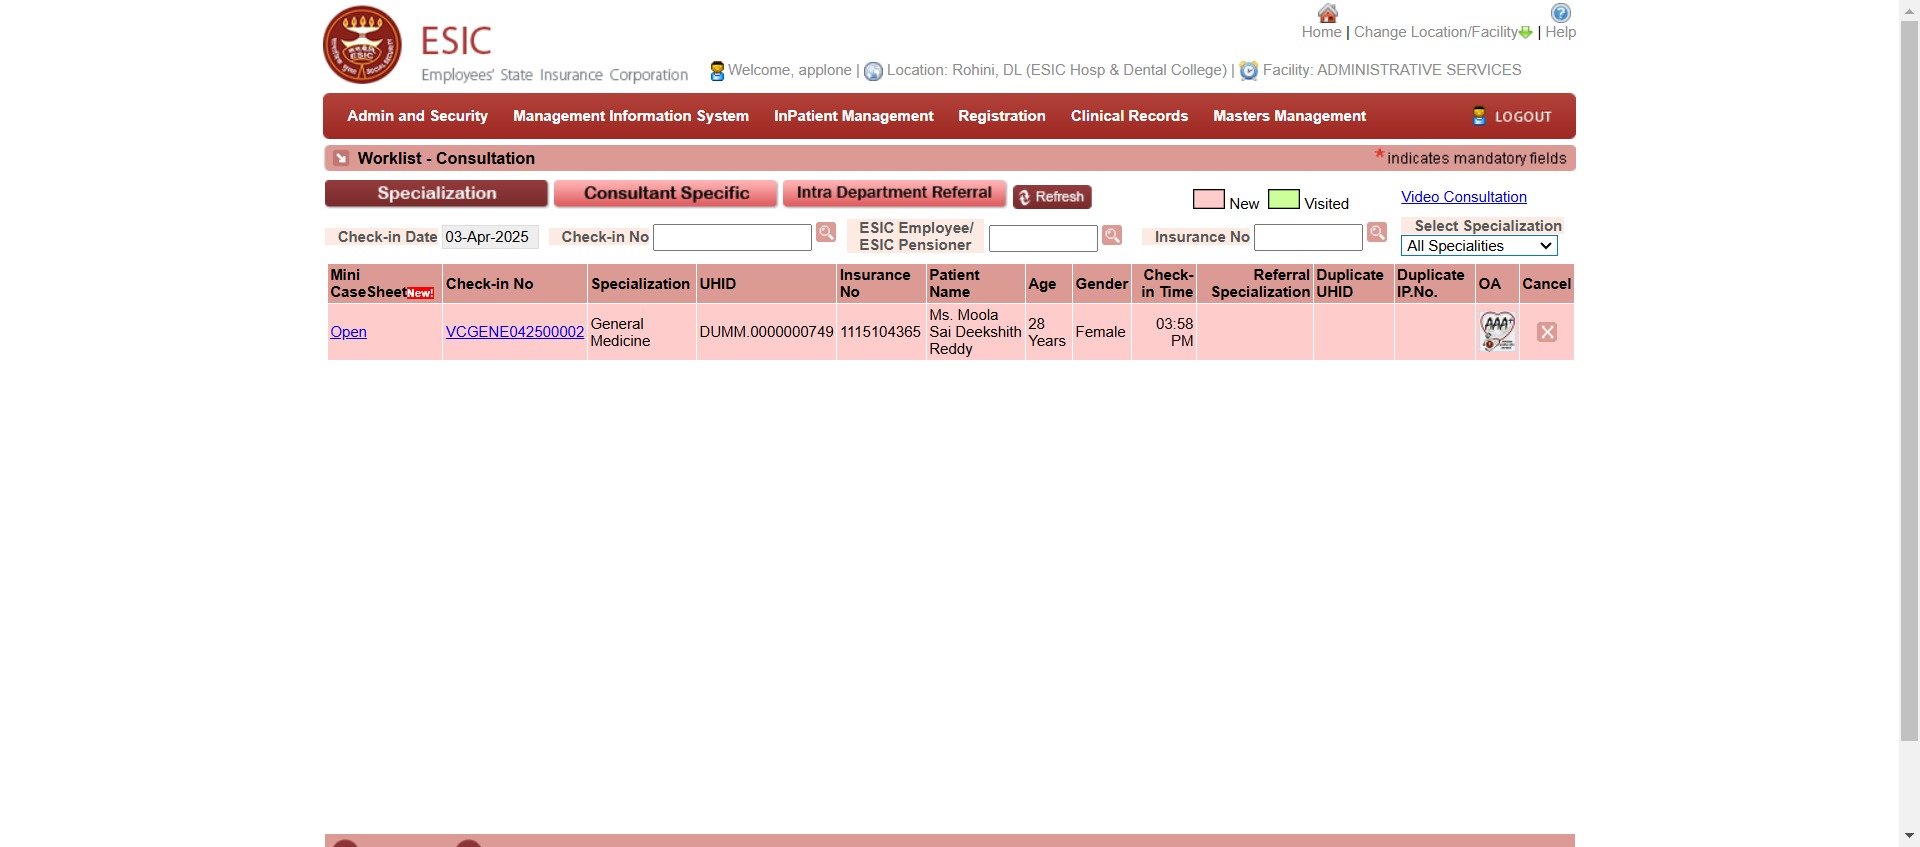 ESIC
Employees' State Insurance Corporation
Home | Change Location/Facility | Help
Welcome, applone | Location: Rohini, DL (ESIC Hosp & Dental College) | Facility: ADMINISTRATIVE SERVICES
Admin and Security Management Information System InPatient Management Registration Clinical Records Masters Management LOGOUT
Worklist - Consultation
* indicates mandatory fields
Specialization Consultant Specific Intra Department Referral Refresh
New Visited
Video Consultation
Check-in Date 03-Apr-2025 Check-in No
ESIC Employee/
ESIC Pensioner
Insurance No
Select Specialization
All Specialities
Mini
CaseSheet New!
Check-in No
Specialization
UHID
Insurance
No
Patient
Name
Age
Gender
Check-
in Time
Referral
Specialization
Duplicate
UHID
Duplicate
IP.No.
OA
Cancel
Open
VCGENE042500002
General
Medicine
DUMM.0000000749
1115104365
Ms. Moola
Sai Deekshith
Reddy
28
Years
Female
03:58
PM
AAA+
X